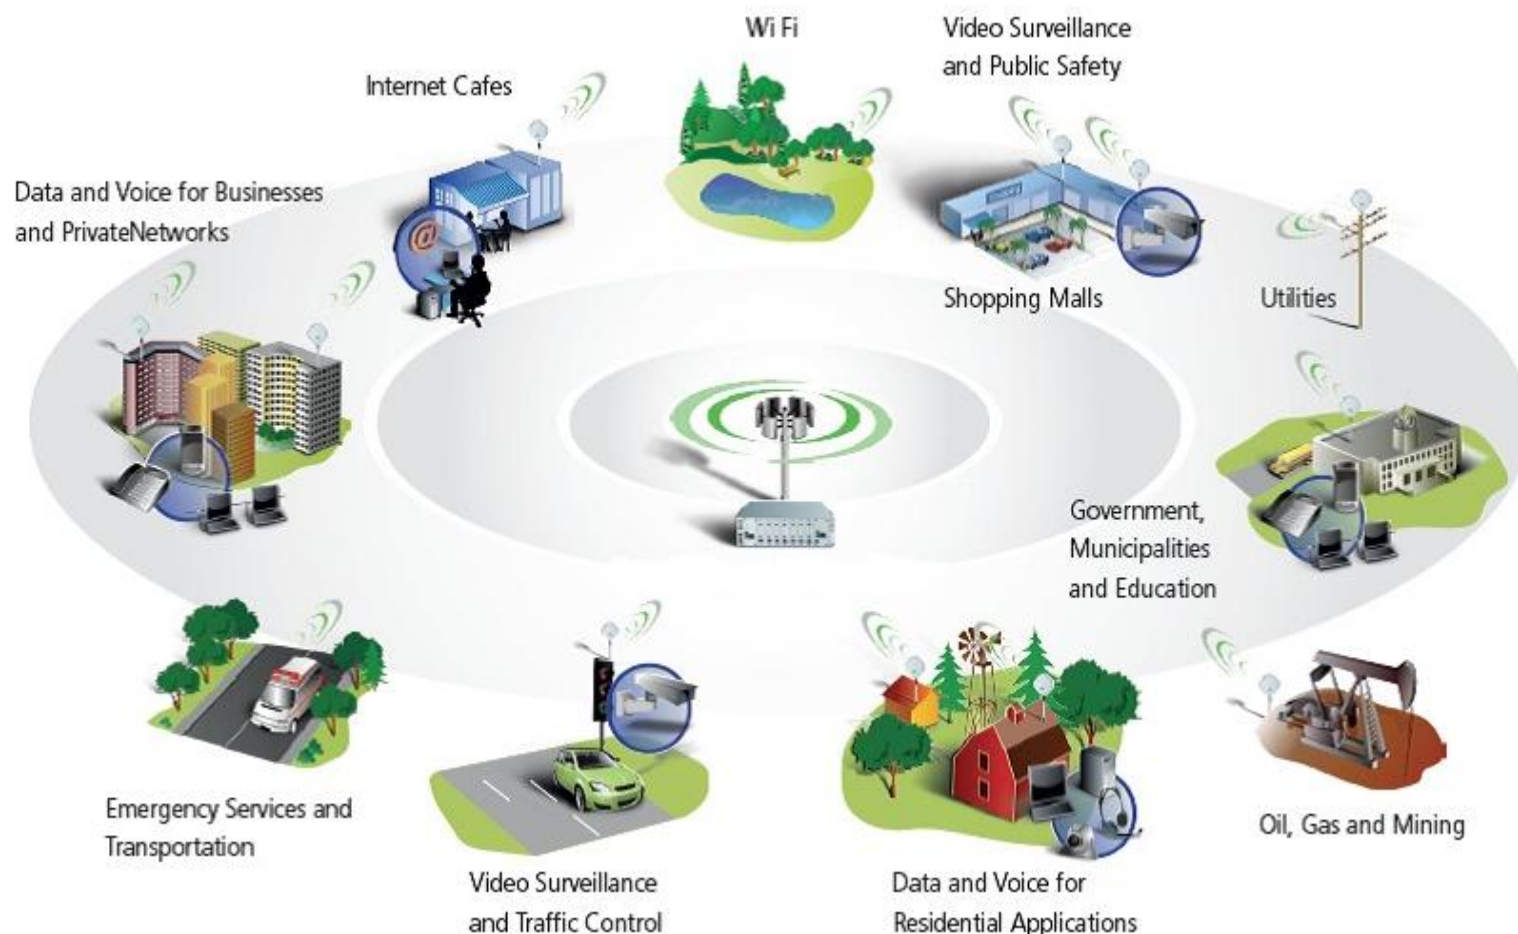 Wi Fi
Video Surveillance
and Public Safety
Internet Cafes
Data and Voice for Businesses
and PrivateNetworks
@
Shopping Malls
Utilities
Government,
Municipalities
and Education
Emergency Services and
Transportation
Video Surveillance
and Traffic Control
Data and Voice for
Residential Applications
Oil, Gas and Mining